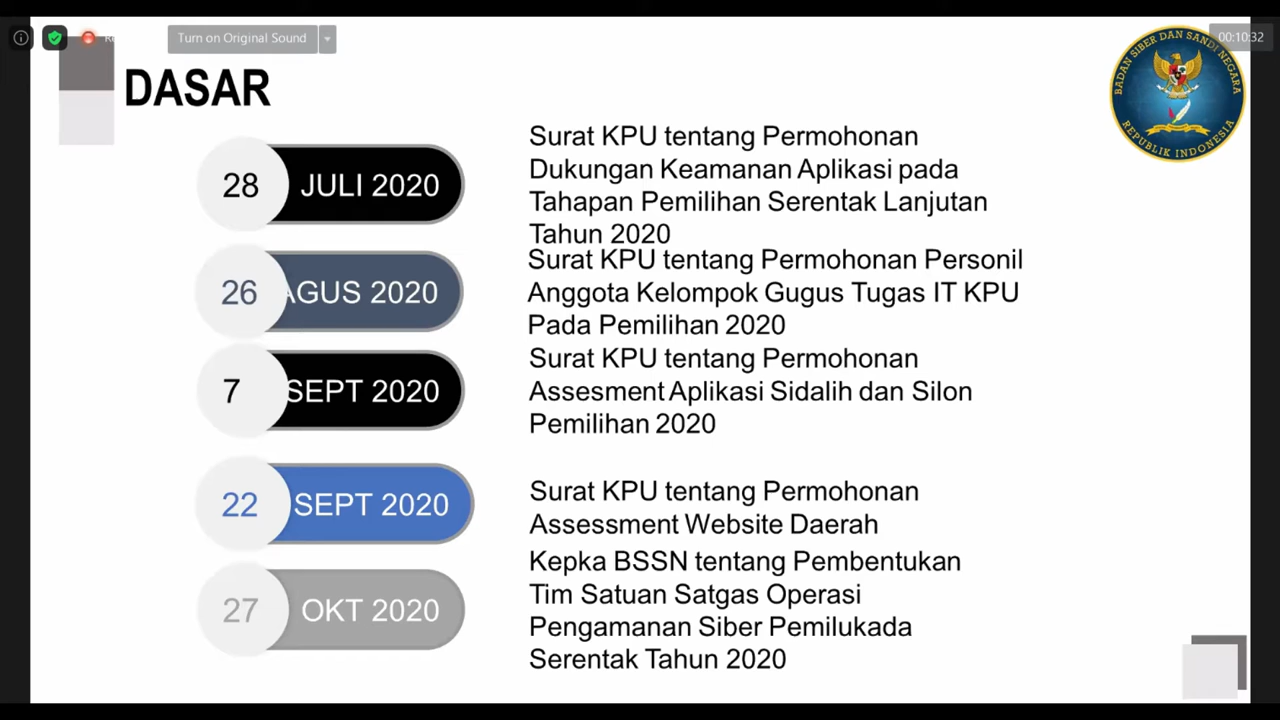 Turn on Original Sound
00:10:32
BADAN SIBER DAN SANDI NEGARA
REPUBLIK INDONESIA
DASAR
28 JULI 2020
Surat KPU tentang Permohonan
Dukungan Keamanan Aplikasi pada
Tahapan Pemilihan Serentak Lanjutan
Tahun 2020
26 AGUS 2020
Surat KPU tentang Permohonan Personil
Anggota Kelompok Gugus Tugas IT KPU
Pada Pemilihan 2020
7 SEPT 2020
Surat KPU tentang Permohonan
Assesment Aplikasi Sidalih dan Silon
Pemilihan 2020
22 SEPT 2020
Surat KPU tentang Permohonan
Assessment Website Daerah
27 OKT 2020
Kepka BSSN tentang Pembentukan
Tim Satuan Satgas Operasi
Pengamanan Siber Pemilukada
Serentak Tahun 2020